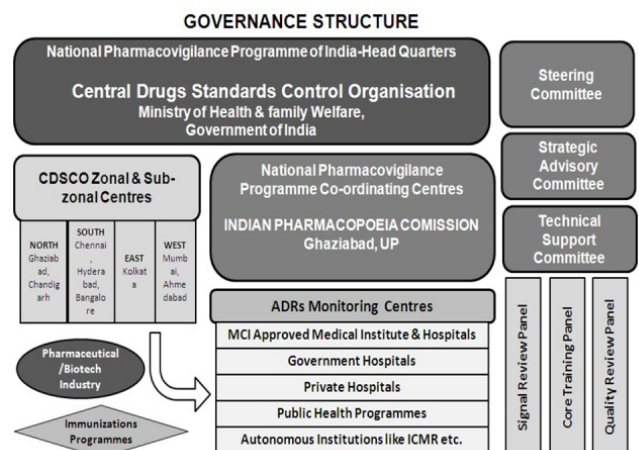 GOVERNANCE STRUCTURE
National Pharmacovigilance Programme of India-Head Quarters
Central Drugs Standards Control Organisation
Ministry of Health & family Welfare,
Government of India
Steering
Committee
Strategic
Advisory
Committee
Technical
Support
Committee
CDSCO Zonal & Sub-
zonal Centres
NORTH
Ghaziab
ad,
Chandig
arh
SOUTH
Chennai
,
Hydera
bad,
Bangalo
re
EAST
Kolkat
a
WEST
Mumb
ai,
Ahme
dabad
National Pharmacovigilance
Programme Co-ordinating Centres
INDIAN PHARMACOPOEIA COMISSION
Ghaziabad, UP
ADRs Monitoring Centres
MCI Approved Medical Institute & Hospitals
Government Hospitals
Private Hospitals
Public Health Programmes
Autonomous Institutions like ICMR etc.
Pharmaceutical
/Biotech
Industry
Immunizations
Programmes
Signal Review Panel
Core Training Panel
Quality Review Panel